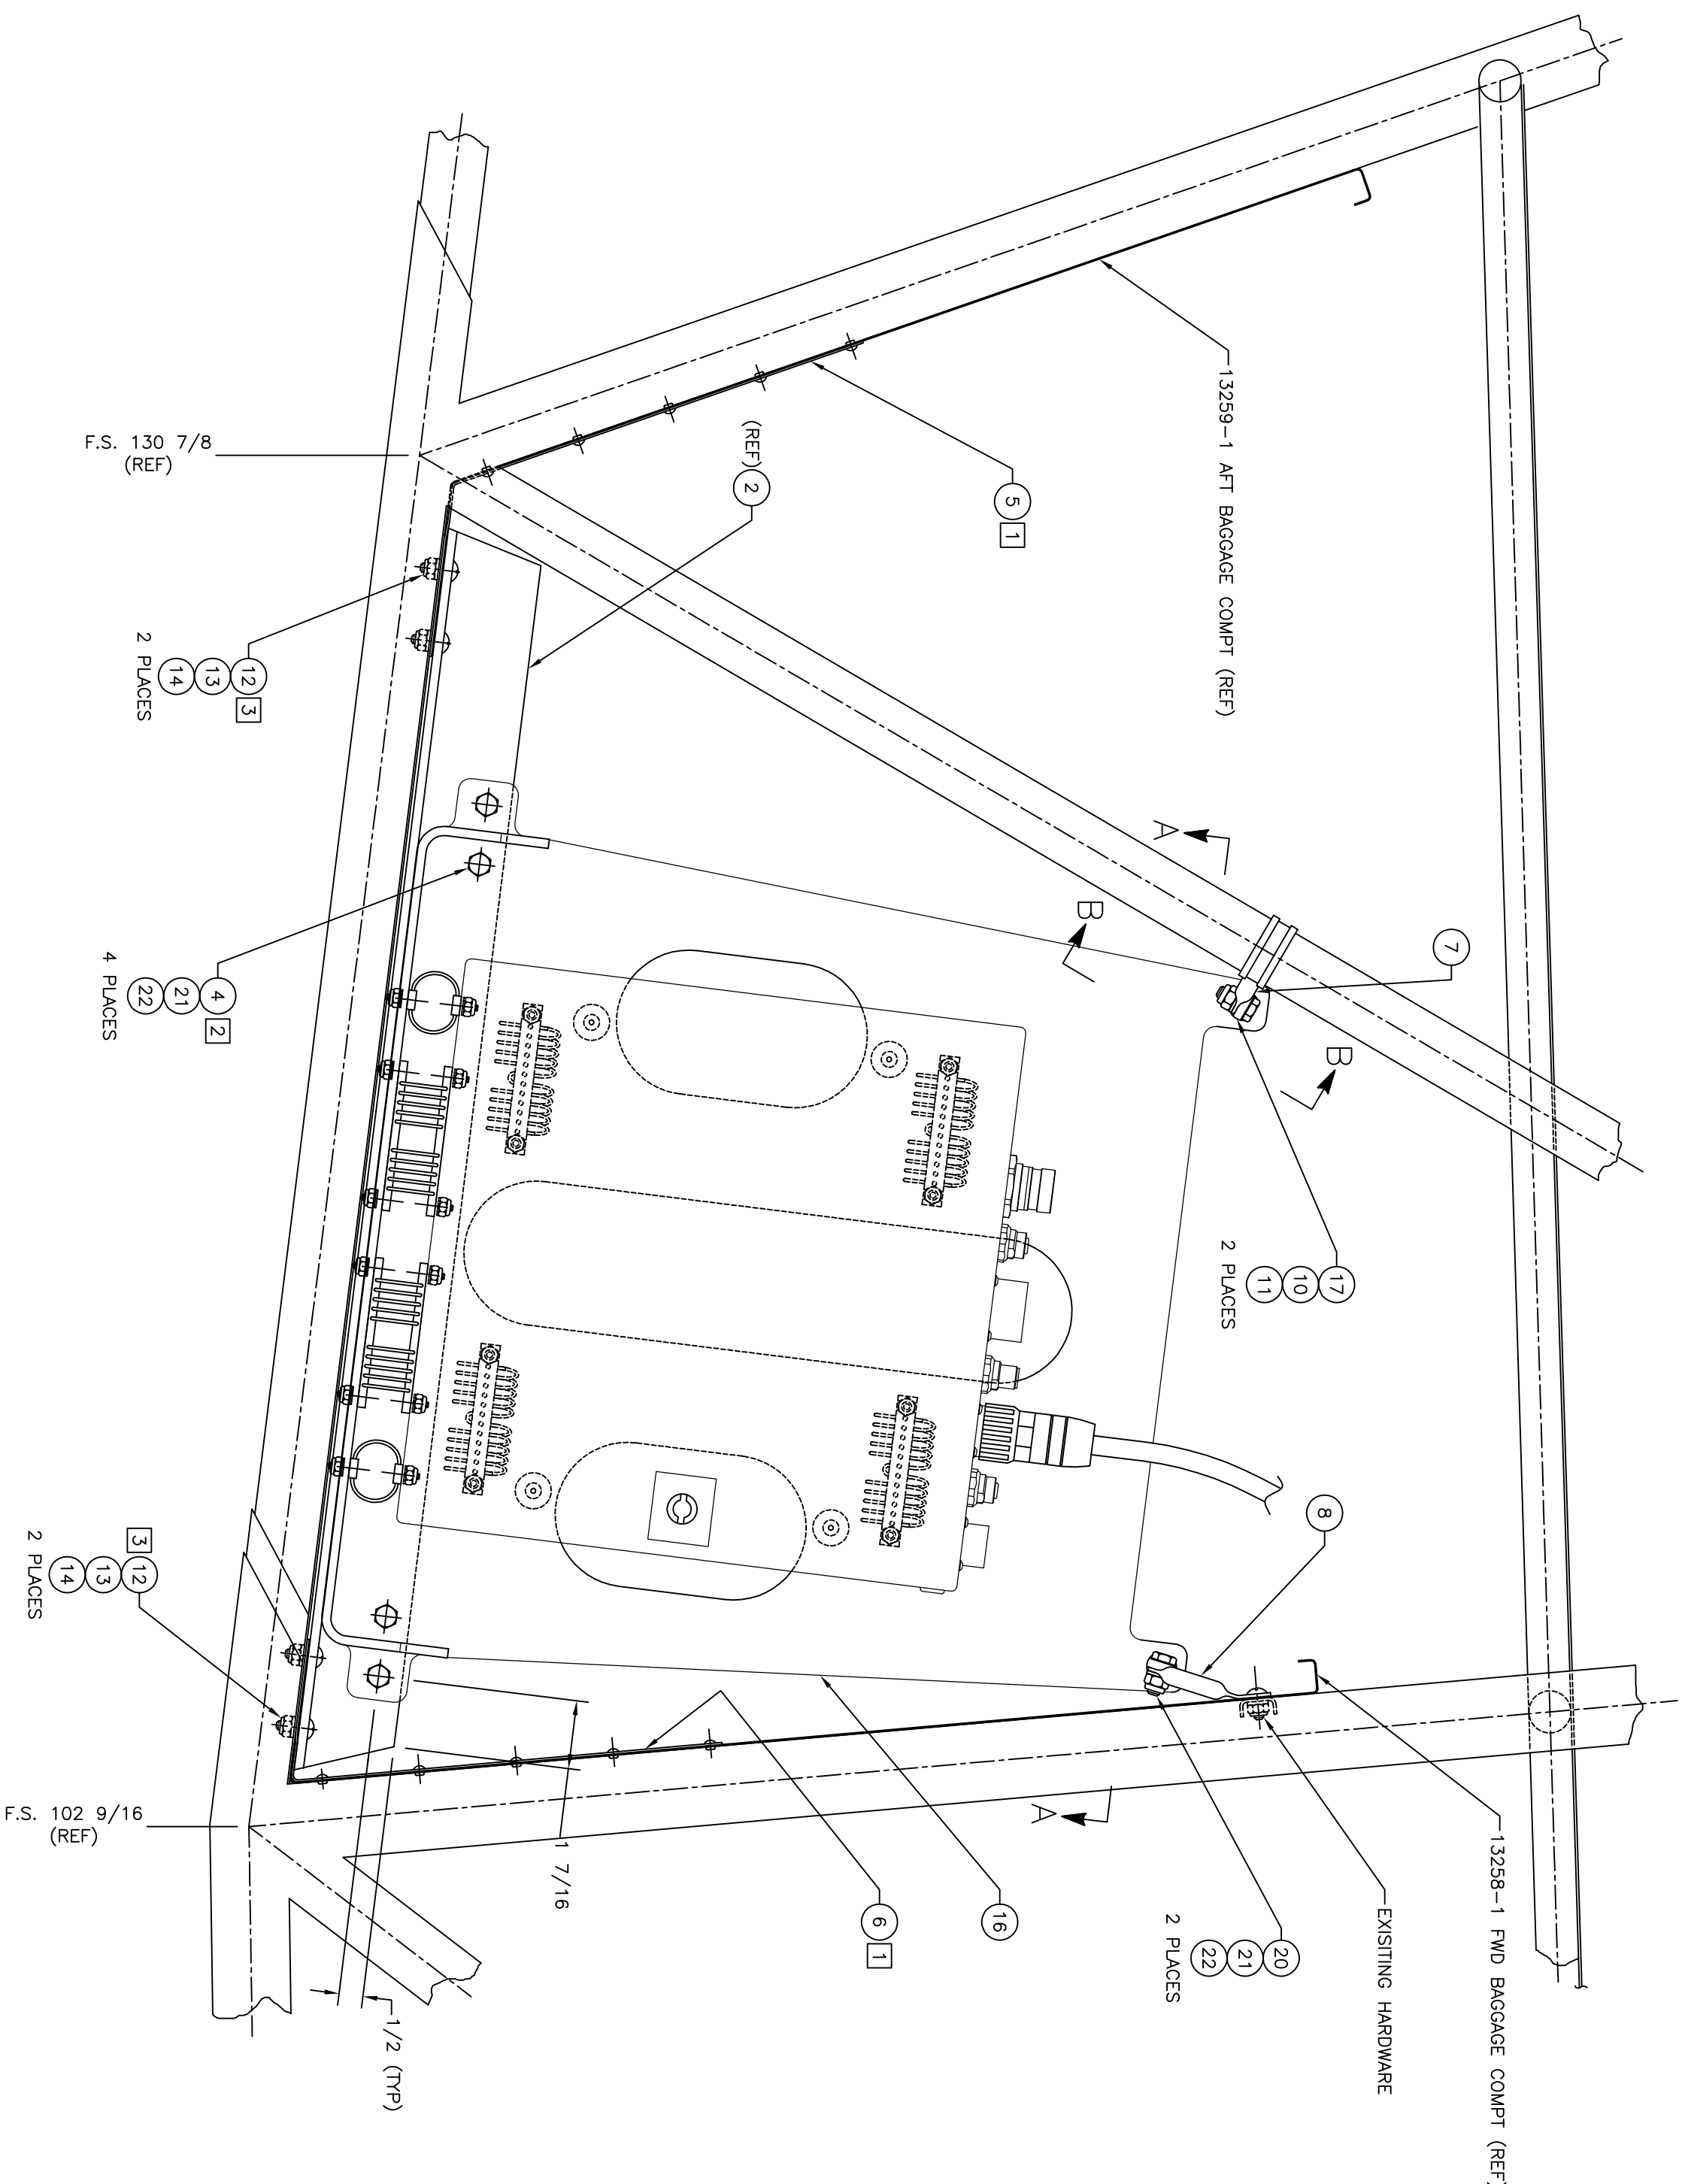 13259-1 AFT BAGGAGE COMPT (REF)
5 1
(REF) 2
F.S. 130 7/8
(REF)
12 3
13
14
2 PLACES
4 2
21
22
4 PLACES
A
B
B
7
17
10
11
2 PLACES
8
13258-1 FWD BAGGAGE COMPT (REF)
EXISITING HARDWARE
20
21
22
2 PLACES
16
6 1
A
1 7/16
1/2 (TYP)
3 12
13
14
2 PLACES
F.S. 102 9/16
(REF)